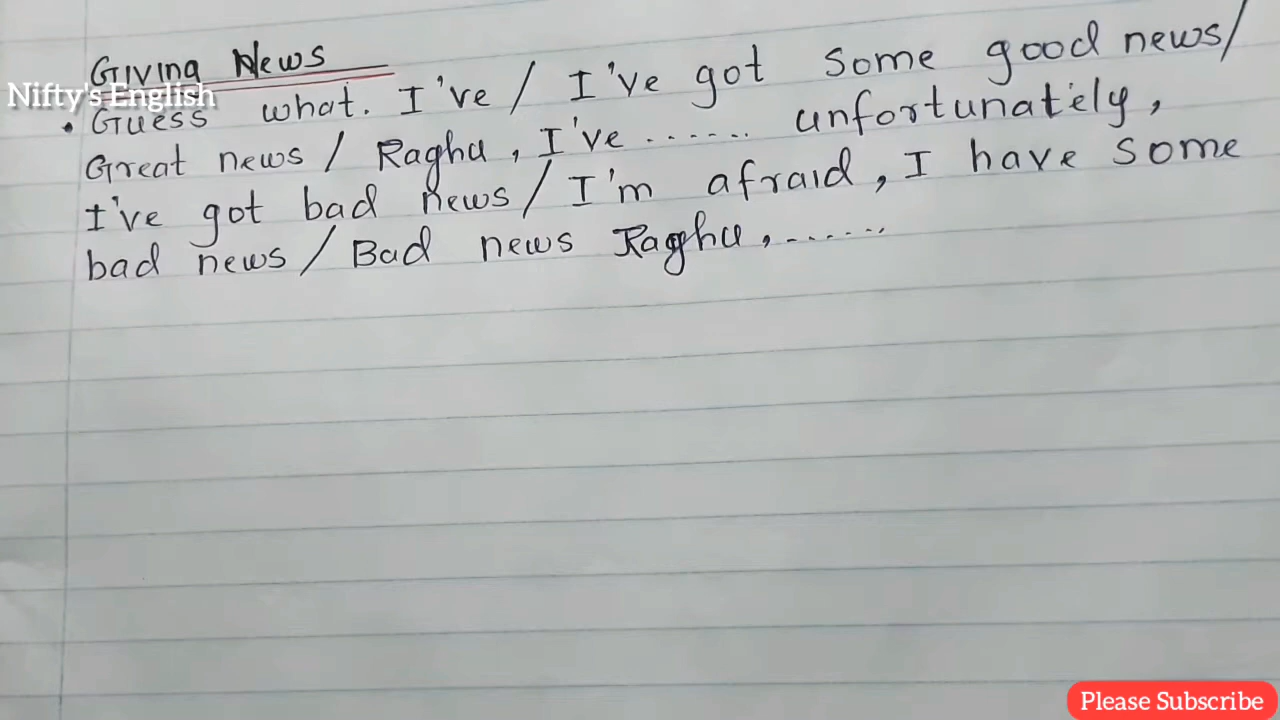 Giving News
Nifty's English
• Guess what. I've / I've got some good news/
Great news / Raghu, I've ...... unfortunately,
I've got bad news / I'm afraid, I have some
bad news / Bad news Raghu, ......
Please Subscribe